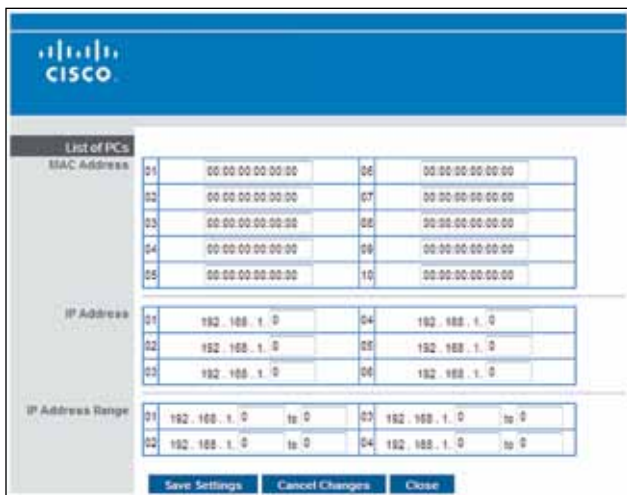 CISCO
List of PCs
MAC Address
01 00:00:00:00:00:00 06 00:00:00:00:00:00
02 00:00:00:00:00:00 07 00:00:00:00:00:00
03 00:00:00:00:00:00 08 00:00:00:00:00:00
04 00:00:00:00:00:00 09 00:00:00:00:00:00
05 00:00:00:00:00:00 10 00:00:00:00:00:00
IP Address
01 192 . 168 . 1. 0 04 192 . 168 . 1. 0
02 192 . 168 . 1. 0 05 192 . 168 . 1. 0
03 192 . 168 . 1. 0 06 192 . 168 . 1. 0
IP Address Range
01 192 . 168 . 1. 0 to 0 03 192 . 168 . 1. 0 to 0
02 192 . 168 . 1. 0 to 0 04 192 . 168 . 1. 0 to 0
Save Settings Cancel Changes Close